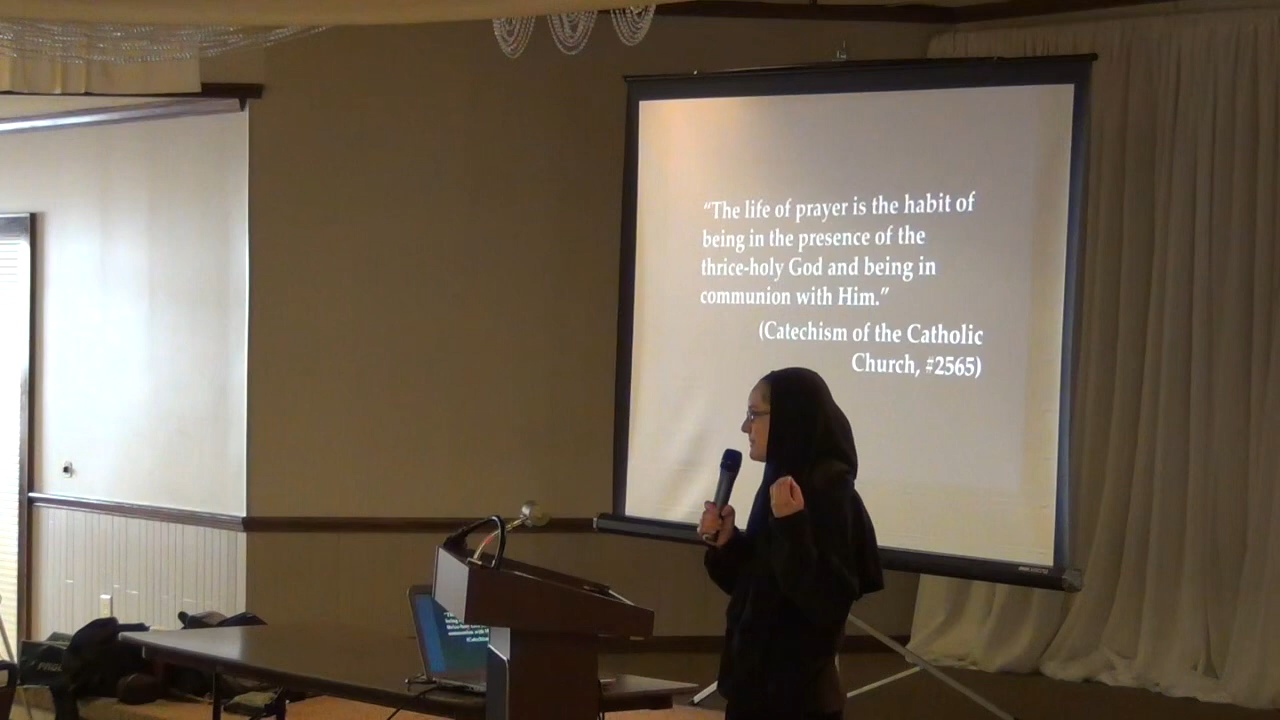 “The life of prayer is the habit of
being in the presence of the
thrice-holy God and being in
communion with Him.”
(Catechism of the Catholic
Church, #2565)